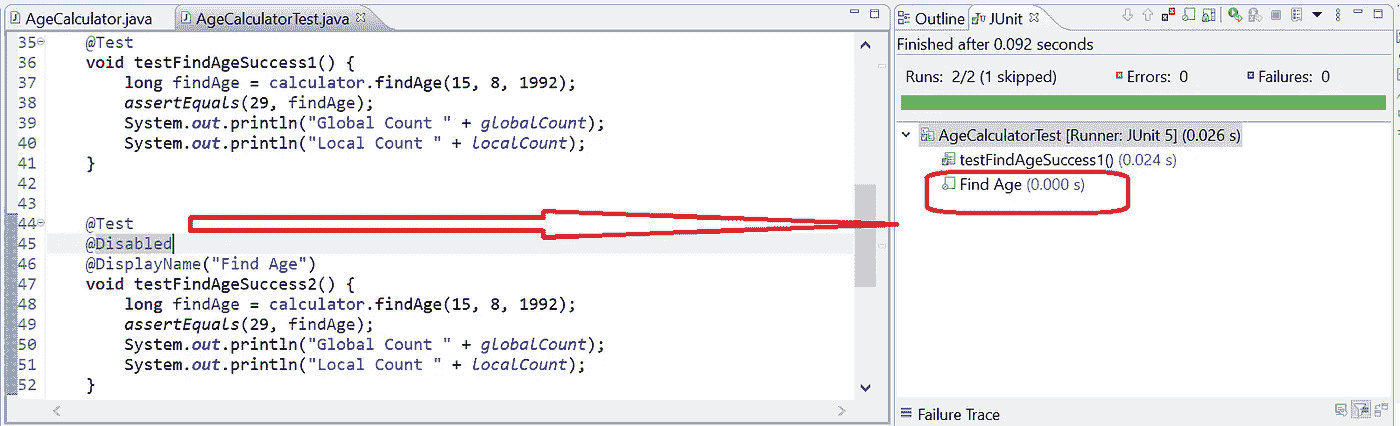 AgeCalculator.java
AgeCalculatorTest.java
35 @Test
36 void testFindAgeSuccess1() {
37 long findAge = calculator.findAge(15, 8, 1992);
38 assertEquals(29, findAge);
39 System.out.println("Global Count " + globalCount);
40 System.out.println("Local Count " + localCount);
41 }
42
43
44 @Test
45 @Disabled
46 @DisplayName("Find Age")
47 void testFindAgeSuccess2() {
48 long findAge = calculator.findAge(15, 8, 1992);
49 assertEquals(29, findAge);
50 System.out.println("Global Count " + globalCount);
51 System.out.println("Local Count " + localCount);
52 }
Outline JUnit
Finished after 0.092 seconds
Runs: 2/2 (1 skipped) Errors: 0 Failures: 0
AgeCalculatorTest [Runner: JUnit 5] (0.026 s)
testFindAgeSuccess1() (0.024 s)
Find Age (0.000 s)
Failure Trace